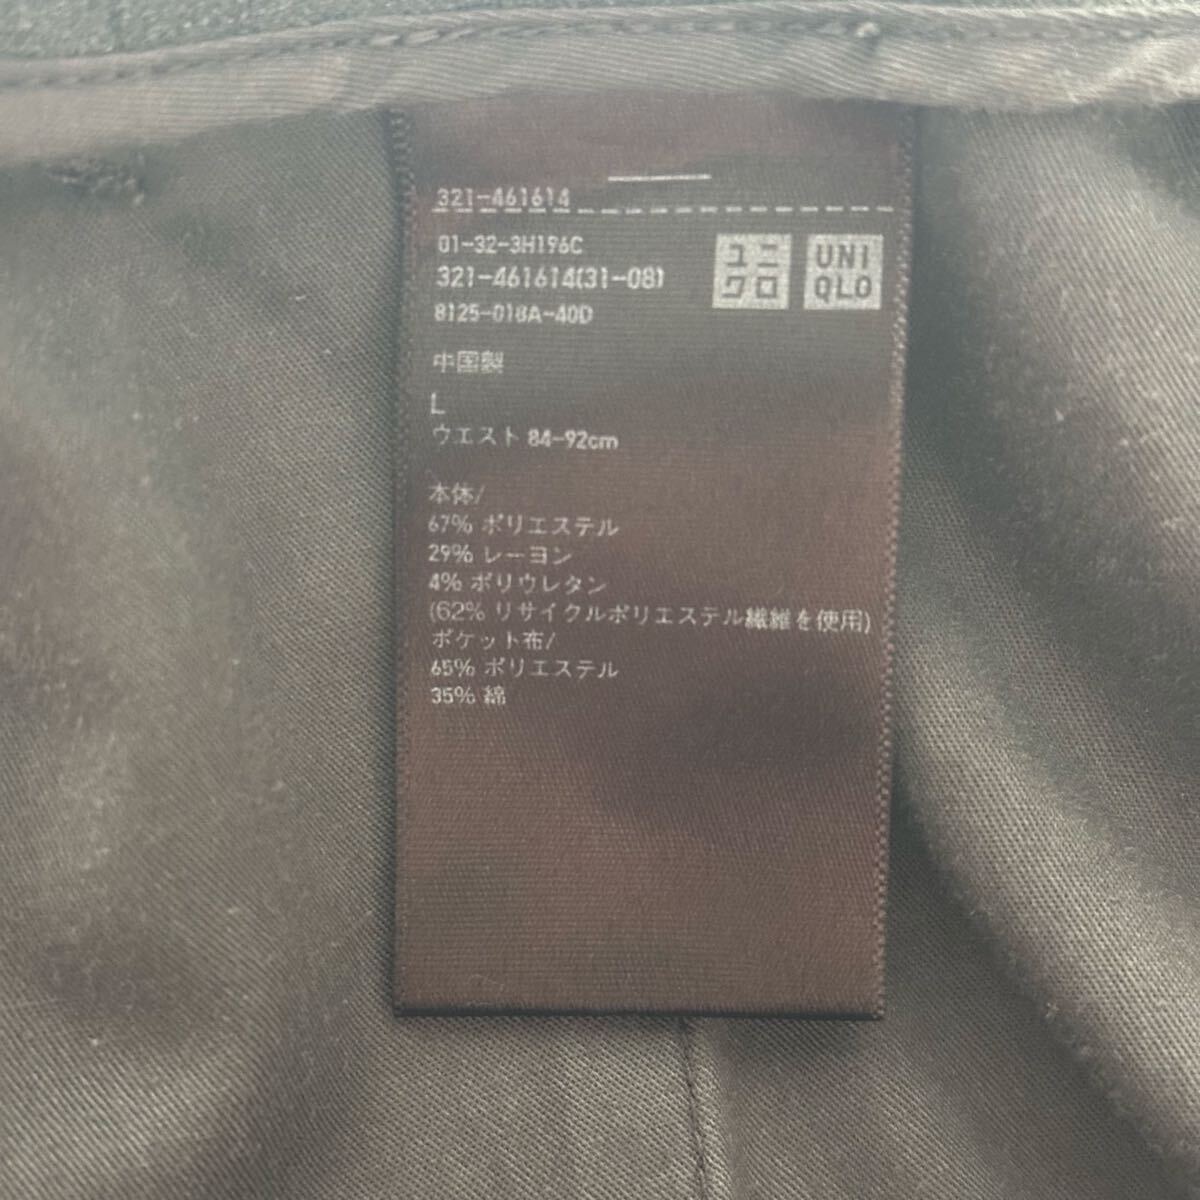 321-461614
01-32-3H196C
321-461614(31-08)
8125-018A-40D
ユニ
クロ
UNI
QLO
中国製
L
ウエスト 84-92cm
本体/
67% ポリエステル
29% レーヨン
4% ポリウレタン
(62% リサイクルポリエステル繊維を使用)
ポケット布/
65% ポリエステル
35% 綿